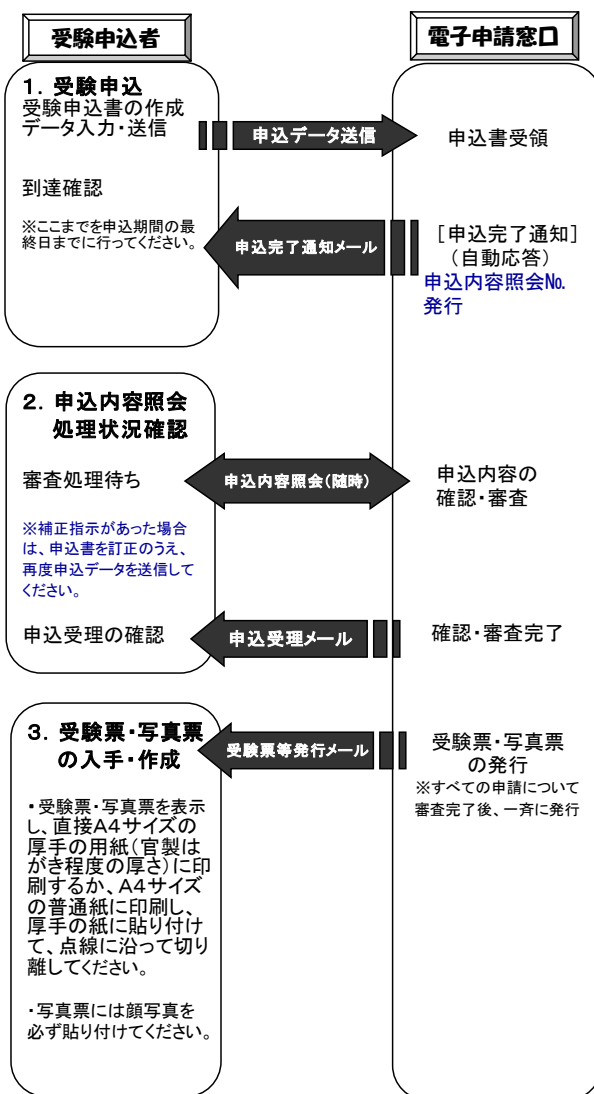 受験申込者
電子申請窓口
1．受験申込
受験申込書の作成
データ入力・送信
申込データ送信
申込書受領
到達確認
※ここまでを申込期間の最
終日までに行ってください。
申込完了通知メール
［申込完了通知］
（自動応答）
申込内容照会№
発行
2．申込内容照会
処理状況確認
審査処理待ち
申込内容照会（随時）
申込内容の
確認・審査
※補正指示があった場合
は、申込書を訂正のうえ、
再度申込データを送信して
ください。
申込受理の確認
申込受理メール
確認・審査完了
3．受験票・写真票
の入手・作成
受験票等発行メール
受験票・写真票
の発行
※すべての申請について
審査完了後、一斉に発行
・受験票・写真票を表示
し、直接A4サイズの
厚手の用紙（官製は
がき程度の厚さ）に印
刷するか、A4サイズ
の普通紙に印刷し、
厚手の紙に貼り付け
て、点線に沿って切り
離してください。
・写真票には顔写真を
必ず貼り付けてください。